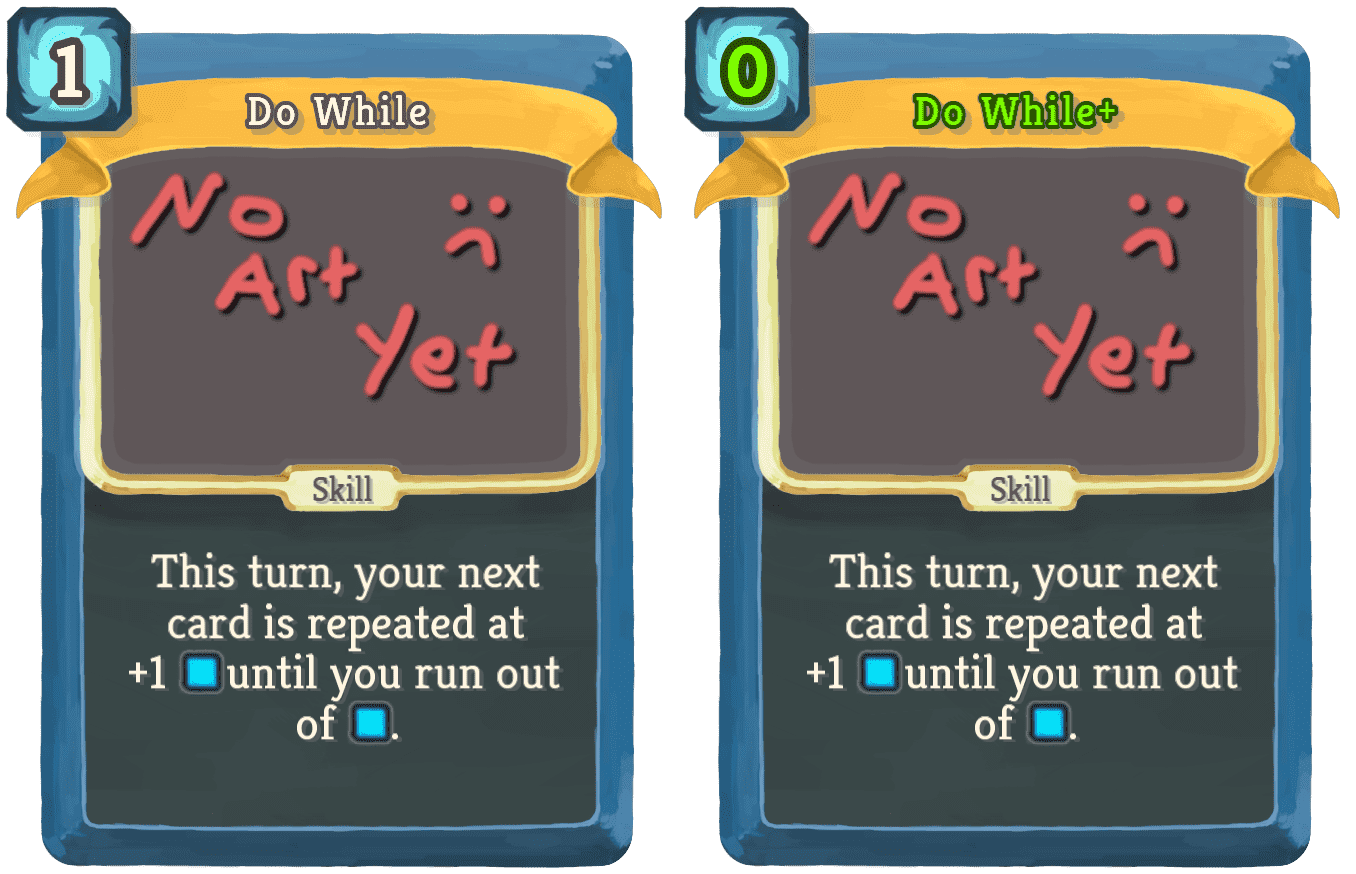 1
Do While
No
Art
Yet
:(
Skill
This turn, your next
card is repeated at
+1 until you run out
of .
0
Do While+
No
Art
Yet
:(
Skill
This turn, your next
card is repeated at
+1 until you run out
of .